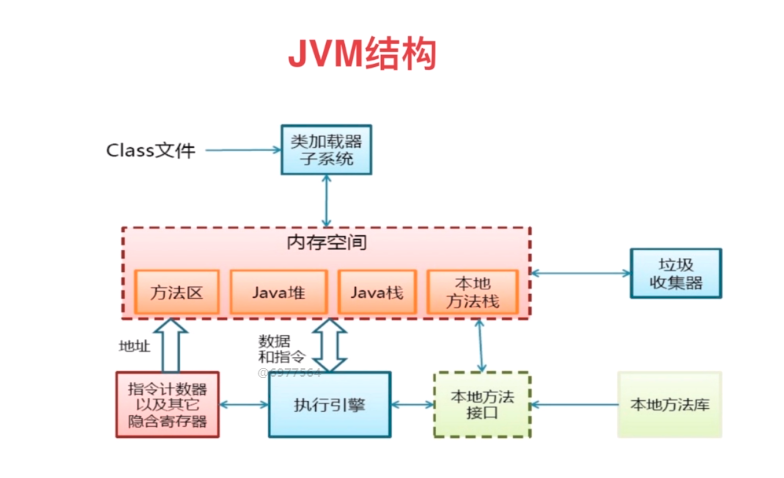 JVM结构
类加载器
子系统
Class文件
内存空间
方法区
Java堆
Java栈
本地
方法栈
垃圾
收集器
地址
数据
和指令
@6977564
指令计数器
以及其它
隐含寄存器
执行引擎
本地方法
接口
本地方法库